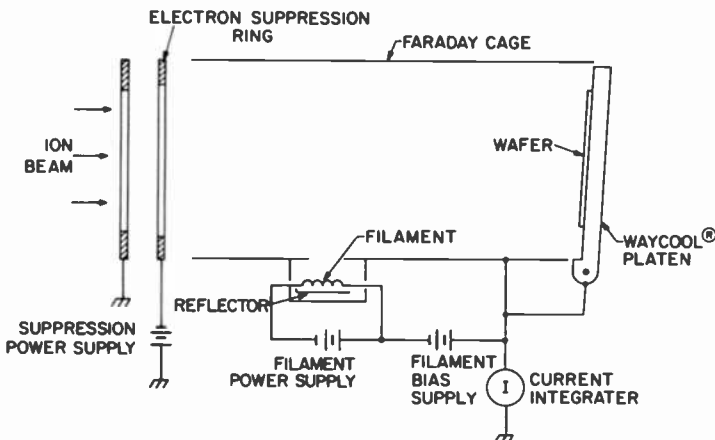 ELECTRON SUPPRESSION
RING
FARADAY CAGE
ION
BEAM
WAFER
WAYCOOL®
PLATEN
FILAMENT
REFLECTOR
SUPPRESSION
POWER SUPPLY
FILAMENT
POWER SUPPLY
FILAMENT
BIAS
SUPPLY
I
CURRENT
INTEGRATER